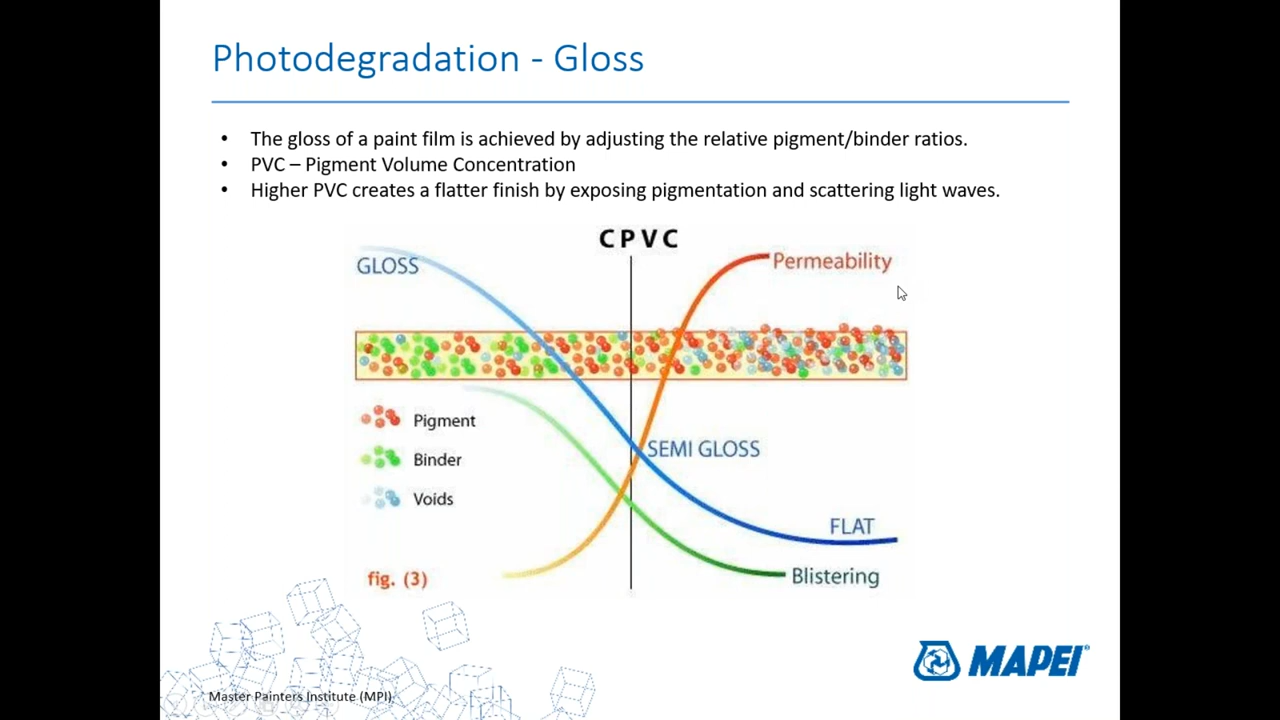 Photodegradation - Gloss
• The gloss of a paint film is achieved by adjusting the relative pigment/binder ratios.
• PVC – Pigment Volume Concentration
• Higher PVC creates a flatter finish by exposing pigmentation and scattering light waves.
CPVC
GLOSS
Permeability
Pigment
SEMI GLOSS
Binder
Voids
FLAT
fig. (3)
Blistering
MAPEI®
Master Painters Institute (MPI)